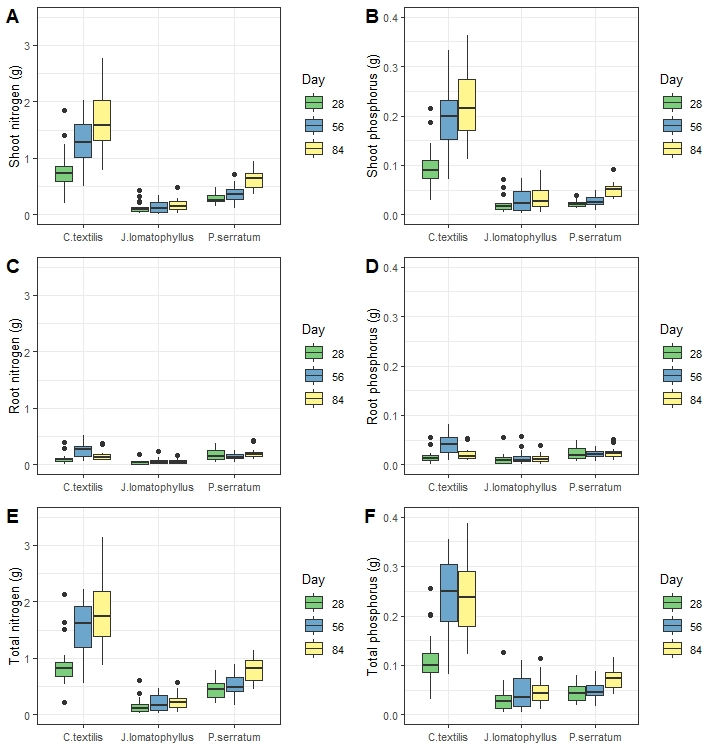 A
Shoot nitrogen (g)
3
2
1
0
C.textilis J.lomatophyllus P.serratum
Day
28
56
84
B
Shoot phosphorus (g)
0.4
0.3
0.2
0.1
0.0
C.textilis J.lomatophyllus P.serratum
Day
28
56
84
C
Root nitrogen (g)
3
2
1
0
C.textilis J.lomatophyllus P.serratum
Day
28
56
84
D
Root phosphorus (g)
0.4
0.3
0.2
0.1
0.0
C.textilis J.lomatophyllus P.serratum
Day
28
56
84
E
Total nitrogen (g)
3
2
1
0
C.textilis J.lomatophyllus P.serratum
Day
28
56
84
F
Total phosphorus (g)
0.4
0.3
0.2
0.1
0.0
C.textilis J.lomatophyllus P.serratum
Day
28
56
84